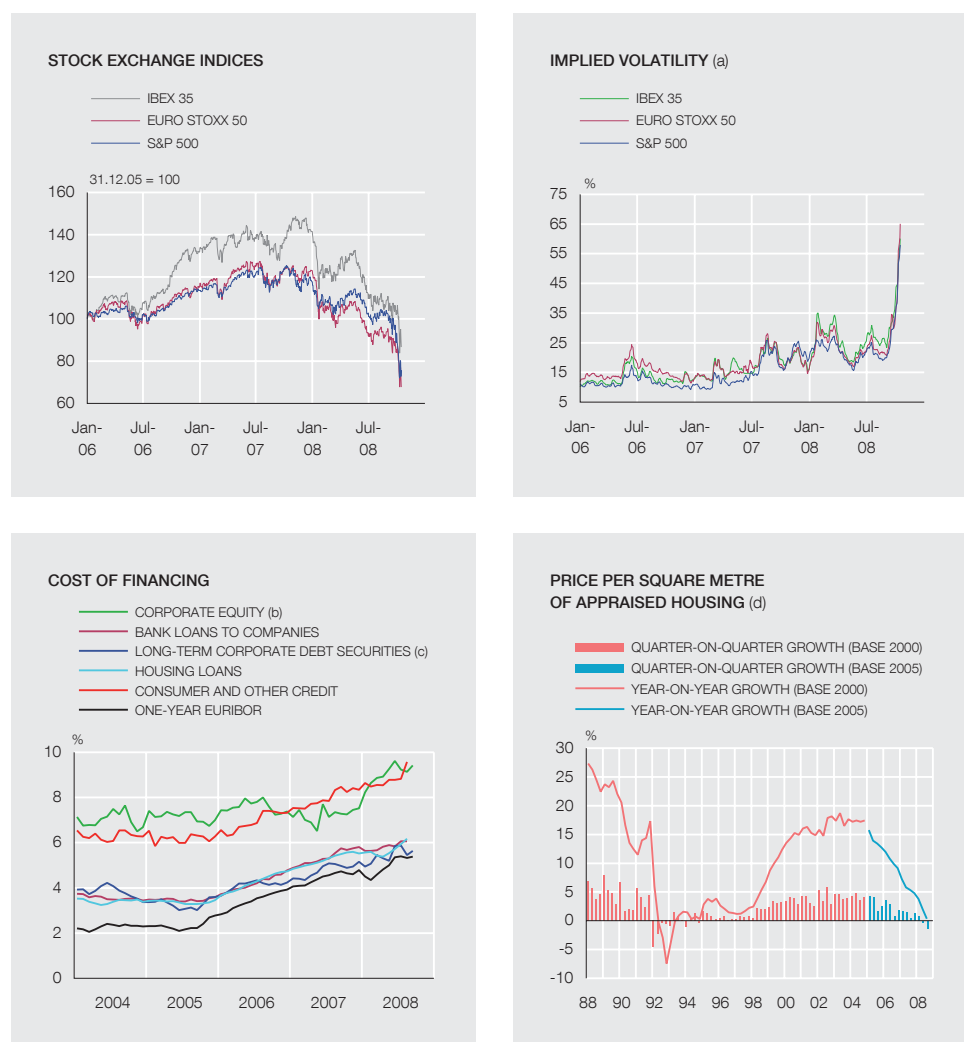 STOCK EXCHANGE INDICES
IBEX 35
EURO STOXX 50
S&P 500
31.12.05 = 100
160
140
120
100
80
60
Jan- Jul- Jan- Jul- Jan- Jul-
06 06 07 07 08 08
IMPLIED VOLATILITY (a)
IBEX 35
EURO STOXX 50
S&P 500
%
75
65
55
45
35
25
15
5
Jan- Jul- Jan- Jul- Jan- Jul-
06 06 07 07 08 08
COST OF FINANCING
CORPORATE EQUITY (b)
BANK LOANS TO COMPANIES
LONG-TERM CORPORATE DEBT SECURITIES (c)
HOUSING LOANS
CONSUMER AND OTHER CREDIT
ONE-YEAR EURIBOR
%
10
8
6
4
2
0
2004 2005 2006 2007 2008
PRICE PER SQUARE METRE
OF APPRAISED HOUSING (d)
QUARTER-ON-QUARTER GROWTH (BASE 2000)
QUARTER-ON-QUARTER GROWTH (BASE 2005)
YEAR-ON-YEAR GROWTH (BASE 2000)
YEAR-ON-YEAR GROWTH (BASE 2005)
%
30
25
20
15
10
5
0
-5
-10
88 90 92 94 96 98 00 02 04 06 08